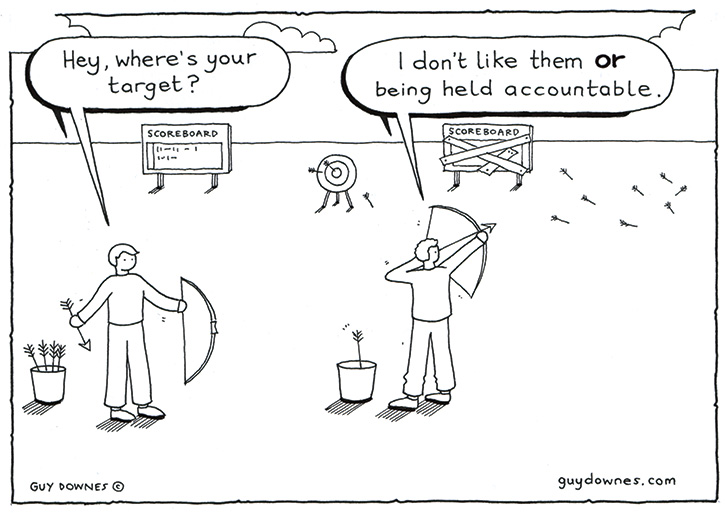 Hey, where's your
target?
I don't like them or
being held accountable.
SCOREBOARD
SCOREBOARD
GUY DOWNES ©
guydownes.com